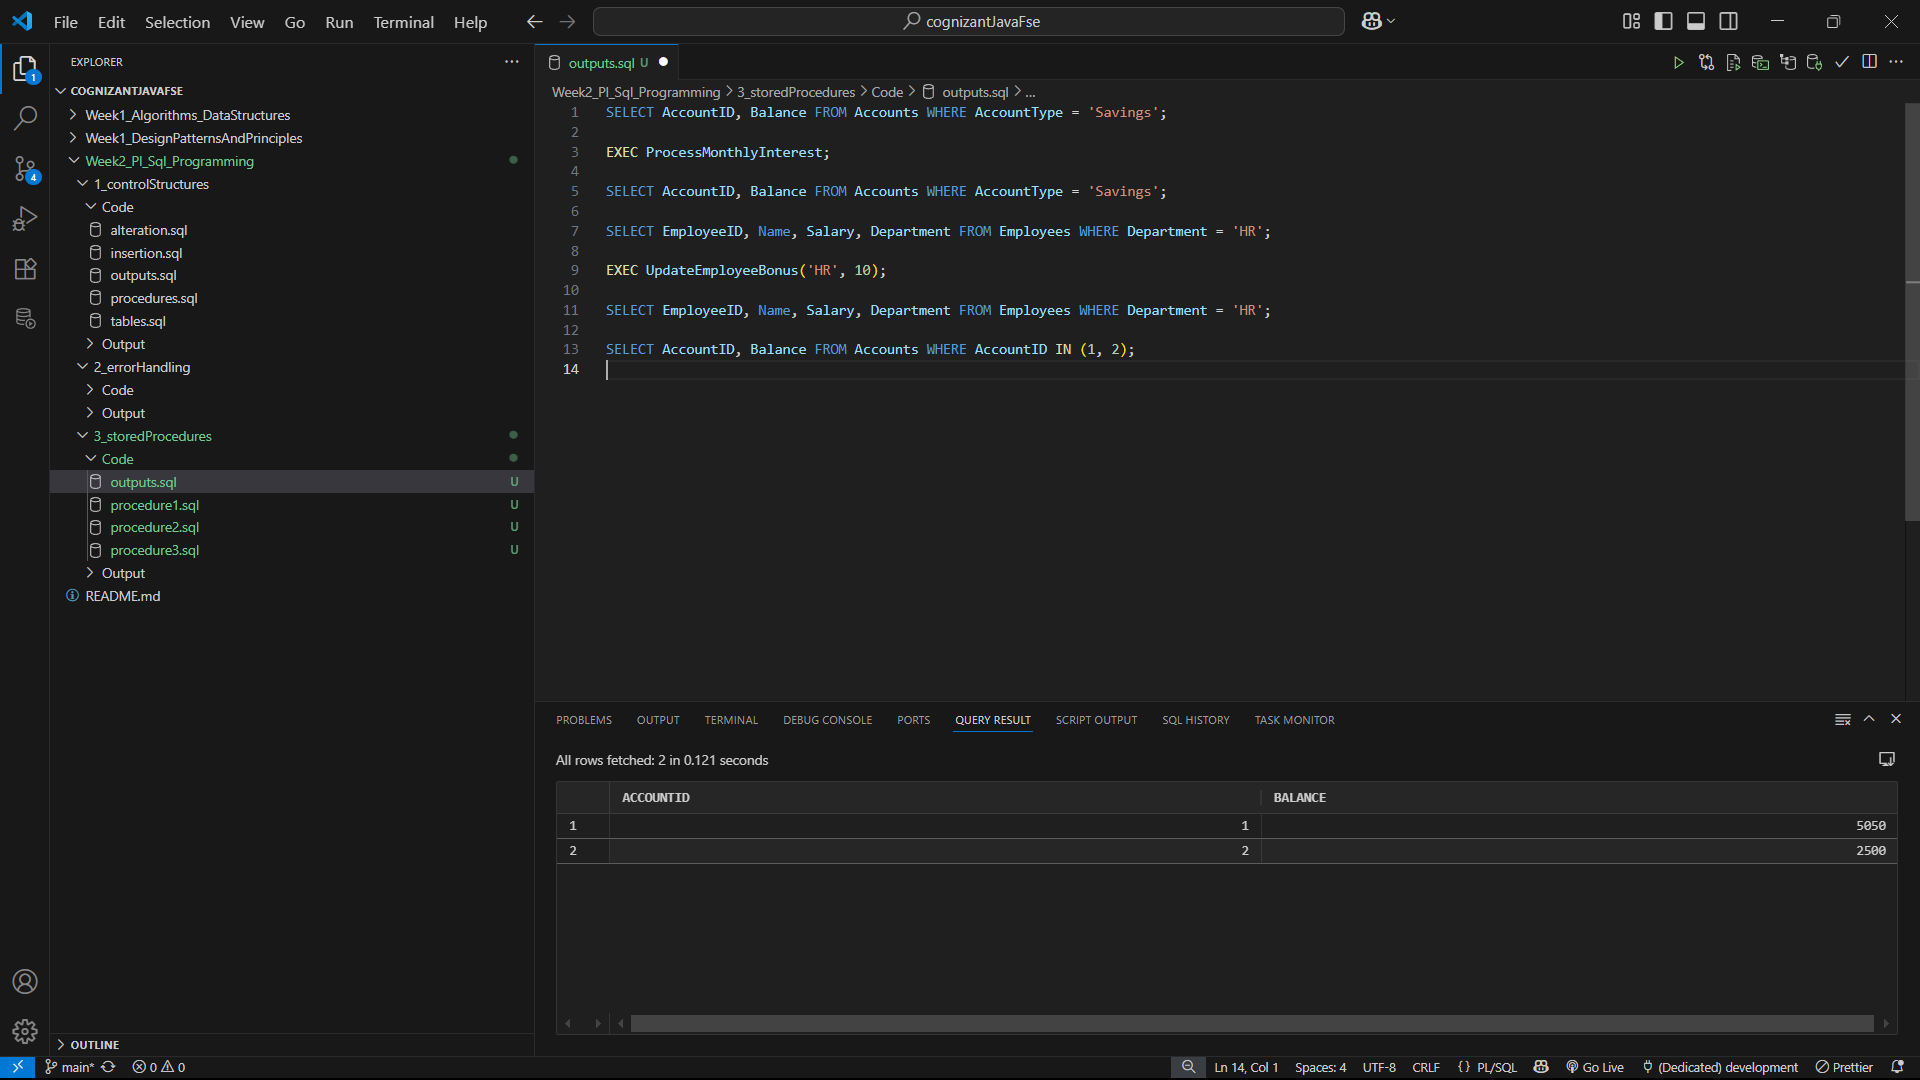 File Edit Selection View Go Run Terminal Help
cognizantJavaFse
EXPLORER
COGNIZANTJAVAFSE
Week1_Algorithms_DataStructures
Week1_DesignPatternsAndPrinciples
Week2_Pl_Sql_Programming
1_controlStructures
Code
alteration.sql
insertion.sql
outputs.sql
procedures.sql
tables.sql
Output
2_errorHandling
Code
Output
3_storedProcedures
Code
outputs.sql U
procedure1.sql U
procedure2.sql U
procedure3.sql U
Output
README.md
OUTLINE
1
4
outputs.sql U
Week2_Pl_Sql_Programming > 3_storedProcedures > Code > outputs.sql > ...
1 SELECT AccountID, Balance FROM Accounts WHERE AccountType = 'Savings';
2
3 EXEC ProcessMonthlyInterest;
4
5 SELECT AccountID, Balance FROM Accounts WHERE AccountType = 'Savings';
6
7 SELECT EmployeeID, Name, Salary, Department FROM Employees WHERE Department = 'HR';
8
9 EXEC UpdateEmployeeBonus('HR', 10);
10
11 SELECT EmployeeID, Name, Salary, Department FROM Employees WHERE Department = 'HR';
12
13 SELECT AccountID, Balance FROM Accounts WHERE AccountID IN (1, 2);
14
PROBLEMS OUTPUT TERMINAL DEBUG CONSOLE PORTS QUERY RESULT SCRIPT OUTPUT SQL HISTORY TASK MONITOR
All rows fetched: 2 in 0.121 seconds
ACCOUNTID BALANCE
1 1 5050
2 2 2500
main* 0 0 Ln 14, Col 1 Spaces: 4 UTF-8 CRLF {} PL/SQL Go Live (Dedicated) development Prettier